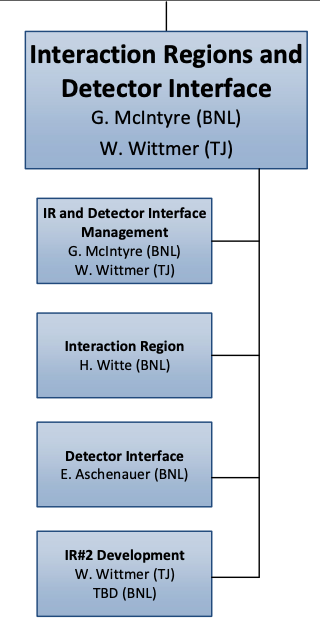 Interaction Regions and
Detector Interface
G. McIntyre (BNL)
W. Wittmer (TJ)
IR and Detector Interface
Management
G. McIntyre (BNL)
W. Wittmer (TJ)
Interaction Region
H. Witte (BNL)
Detector Interface
E. Aschenauer (BNL)
IR#2 Development
W. Wittmer (TJ)
TBD (BNL)